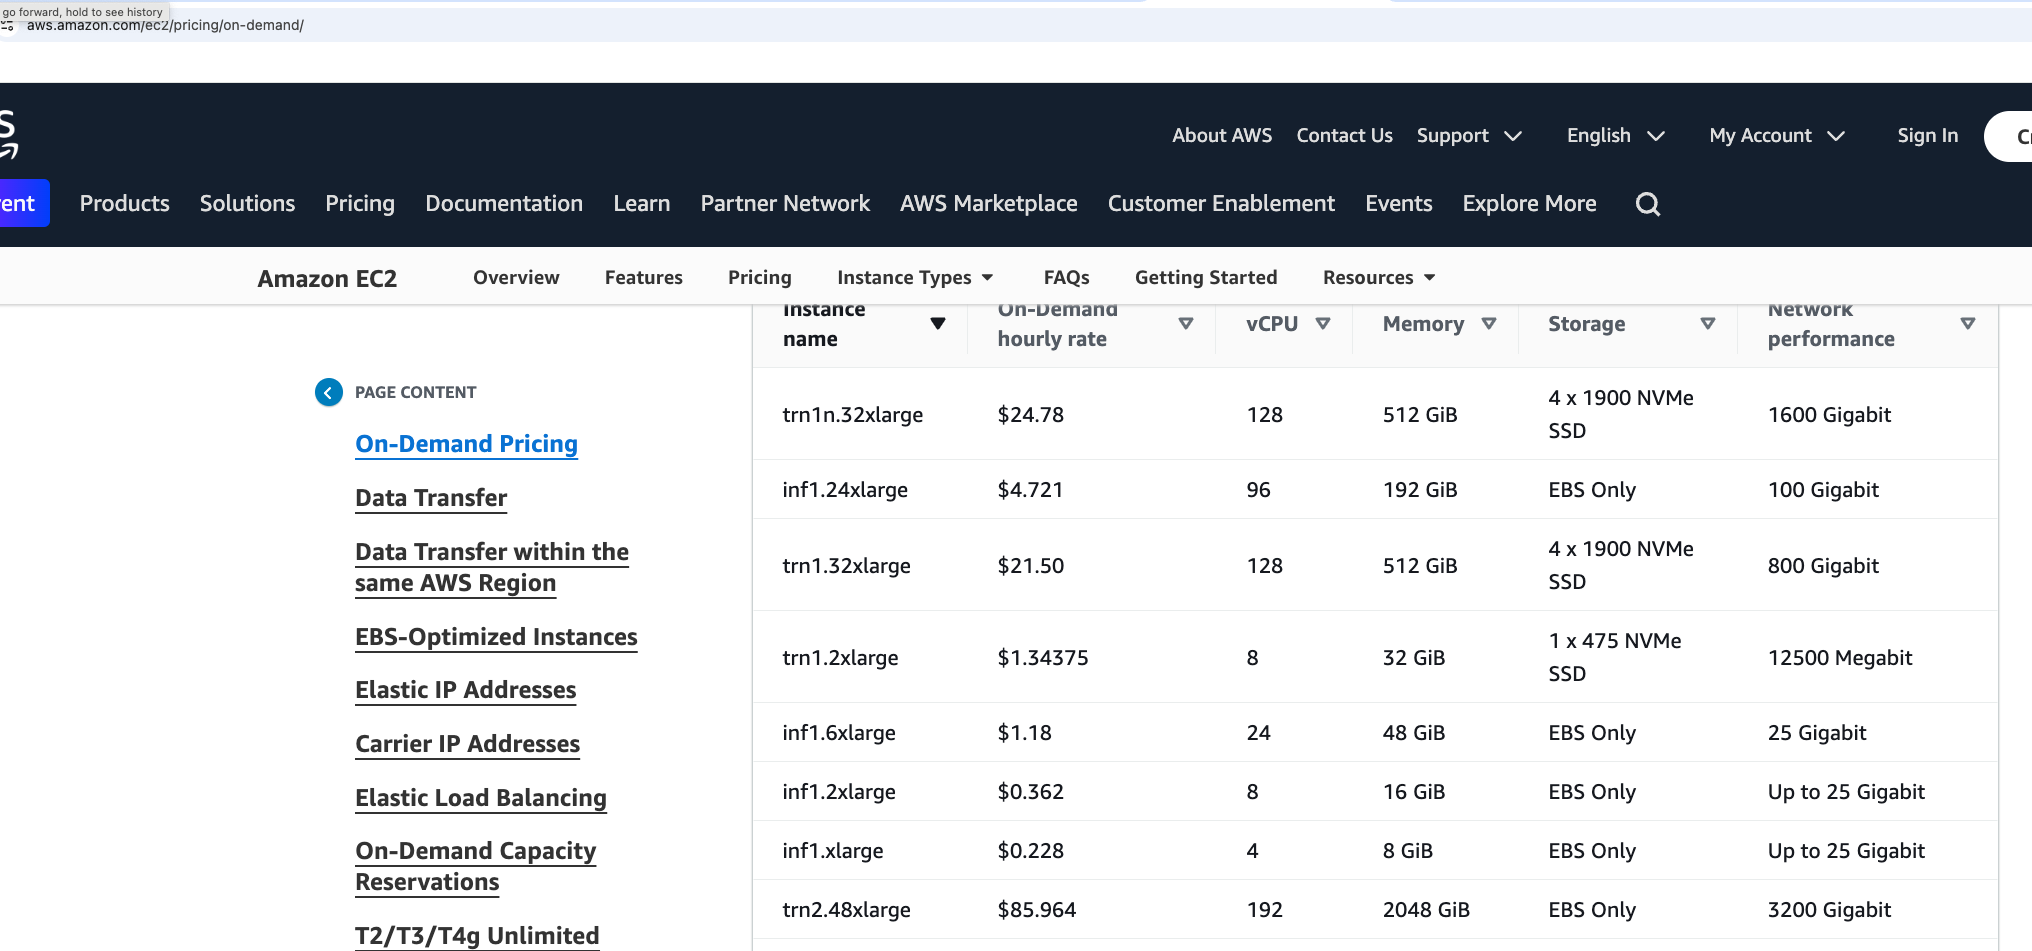 go forward, hold to see history
aws.amazon.com/ec2/pricing/on-demand/
About AWS Contact Us Support English My Account Sign In
Products Solutions Pricing Documentation Learn Partner Network AWS Marketplace Customer Enablement Events Explore More
Amazon EC2 Overview Features Pricing Instance Types FAQs Getting Started Resources
PAGE CONTENT
On-Demand Pricing
Data Transfer
Data Transfer within the
same AWS Region
EBS-Optimized Instances
Elastic IP Addresses
Carrier IP Addresses
Elastic Load Balancing
On-Demand Capacity
Reservations
T2/T3/T4g Unlimited
Instance
name
On-Demand
hourly rate
vCPU
Memory
Storage
Network
performance
trn1n.32xlarge $24.78 128 512 GiB 4 x 1900 NVMe
SSD 1600 Gigabit
inf1.24xlarge $4.721 96 192 GiB EBS Only 100 Gigabit
trn1.32xlarge $21.50 128 512 GiB 4 x 1900 NVMe
SSD 800 Gigabit
trn1.2xlarge $1.34375 8 32 GiB 1 x 475 NVMe
SSD 12500 Megabit
inf1.6xlarge $1.18 24 48 GiB EBS Only 25 Gigabit
inf1.2xlarge $0.362 8 16 GiB EBS Only Up to 25 Gigabit
inf1.xlarge $0.228 4 8 GiB EBS Only Up to 25 Gigabit
trn2.48xlarge $85.964 192 2048 GiB EBS Only 3200 Gigabit